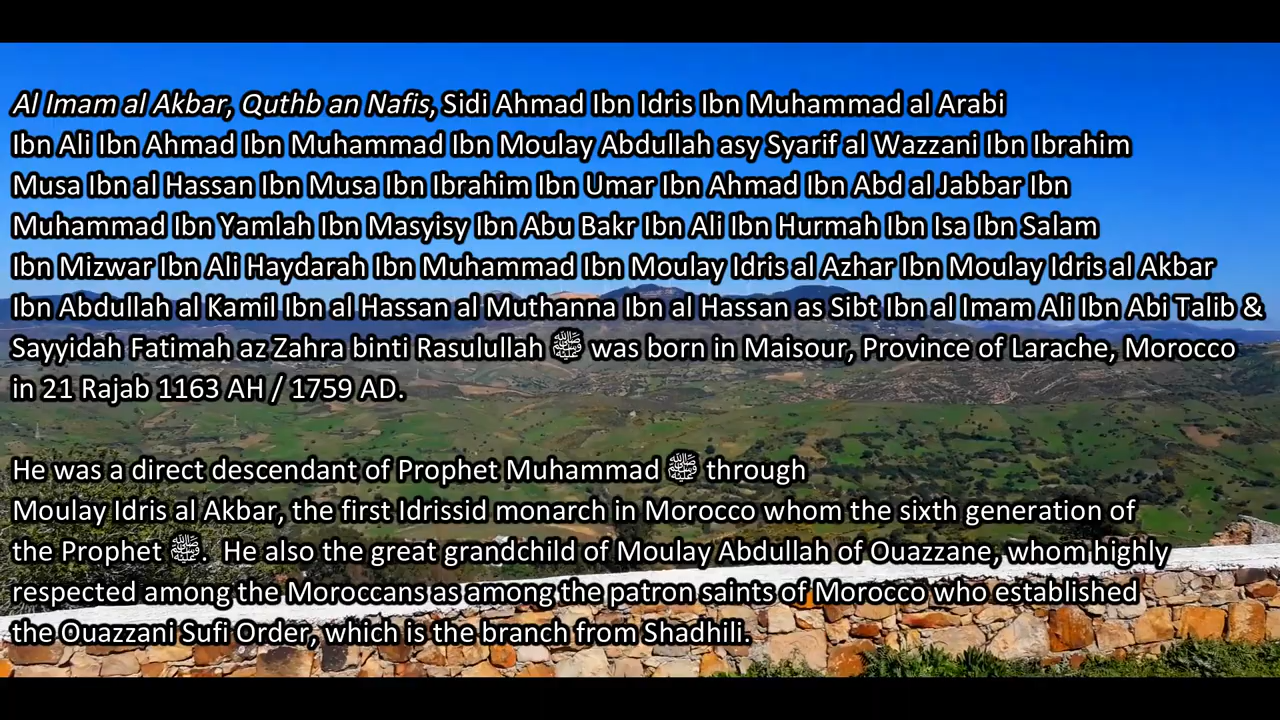 Al Imam al Akbar, Quthb an Nafis, Sidi Ahmad Ibn Idris Ibn Muhammad al Arabi
Ibn Ali Ibn Ahmad Ibn Muhammad Ibn Moulay Abdullah asy Syarif al Wazzani Ibn Ibrahim
Musa Ibn al Hassan Ibn Musa Ibn Ibrahim Ibn Umar Ibn Ahmad Ibn Abd al Jabbar Ibn
Muhammad Ibn Yamlah Ibn Masyisy Ibn Abu Bakr Ibn Ali Ibn Hurmah Ibn Isa Ibn Salam
Ibn Mizwar Ibn Ali Haydarah Ibn Muhammad Ibn Moulay Idris al Azhar Ibn Moulay Idris al Akbar
Ibn Abdullah al Kamil Ibn al Hassan al Muthanna Ibn al Hassan as Sibt Ibn al Imam Ali Ibn Abi Talib &
Sayyidah Fatimah az Zahra binti Rasulullah ﷺ was born in Maisour, Province of Larache, Morocco
in 21 Rajab 1163 AH / 1759 AD.
He was a direct descendant of Prophet Muhammad ﷺ through
Moulay Idris al Akbar, the first Idrissid monarch in Morocco whom the sixth generation of
the Prophet ﷺ. He also the great grandchild of Moulay Abdullah of Ouazzane, whom highly
respected among the Moroccans as among the patron saints of Morocco who established
the Ouazzani Sufi Order, which is the branch from Shadhili.